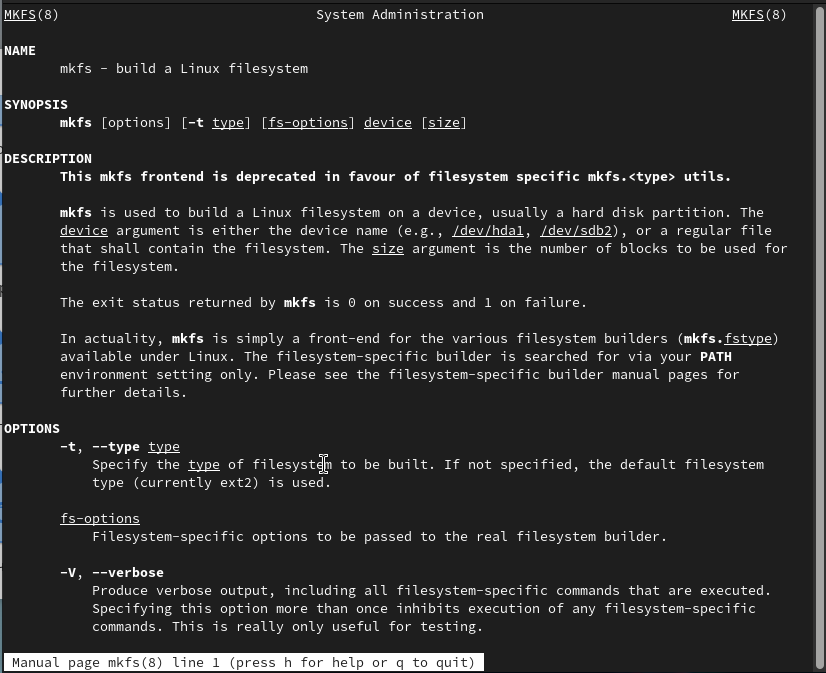 MKFS(8) System Administration MKFS(8)
NAME
mkfs - build a Linux filesystem
SYNOPSIS
mkfs [options] [-t type] [fs-options] device [size]
DESCRIPTION
This mkfs frontend is deprecated in favour of filesystem specific mkfs.<type> utils.
mkfs is used to build a Linux filesystem on a device, usually a hard disk partition. The
device argument is either the device name (e.g., /dev/hda1, /dev/sdb2), or a regular file
that shall contain the filesystem. The size argument is the number of blocks to be used for
the filesystem.
The exit status returned by mkfs is 0 on success and 1 on failure.
In actuality, mkfs is simply a front-end for the various filesystem builders (mkfs.fstype)
available under Linux. The filesystem-specific builder is searched for via your PATH
environment setting only. Please see the filesystem-specific builder manual pages for
further details.
OPTIONS
-t, --type type
Specify the type of filesystem to be built. If not specified, the default filesystem
type (currently ext2) is used.
fs-options
Filesystem-specific options to be passed to the real filesystem builder.
-V, --verbose
Produce verbose output, including all filesystem-specific commands that are executed.
Specifying this option more than once inhibits execution of any filesystem-specific
commands. This is really only useful for testing.
Manual page mkfs(8) line 1 (press h for help or q to quit)